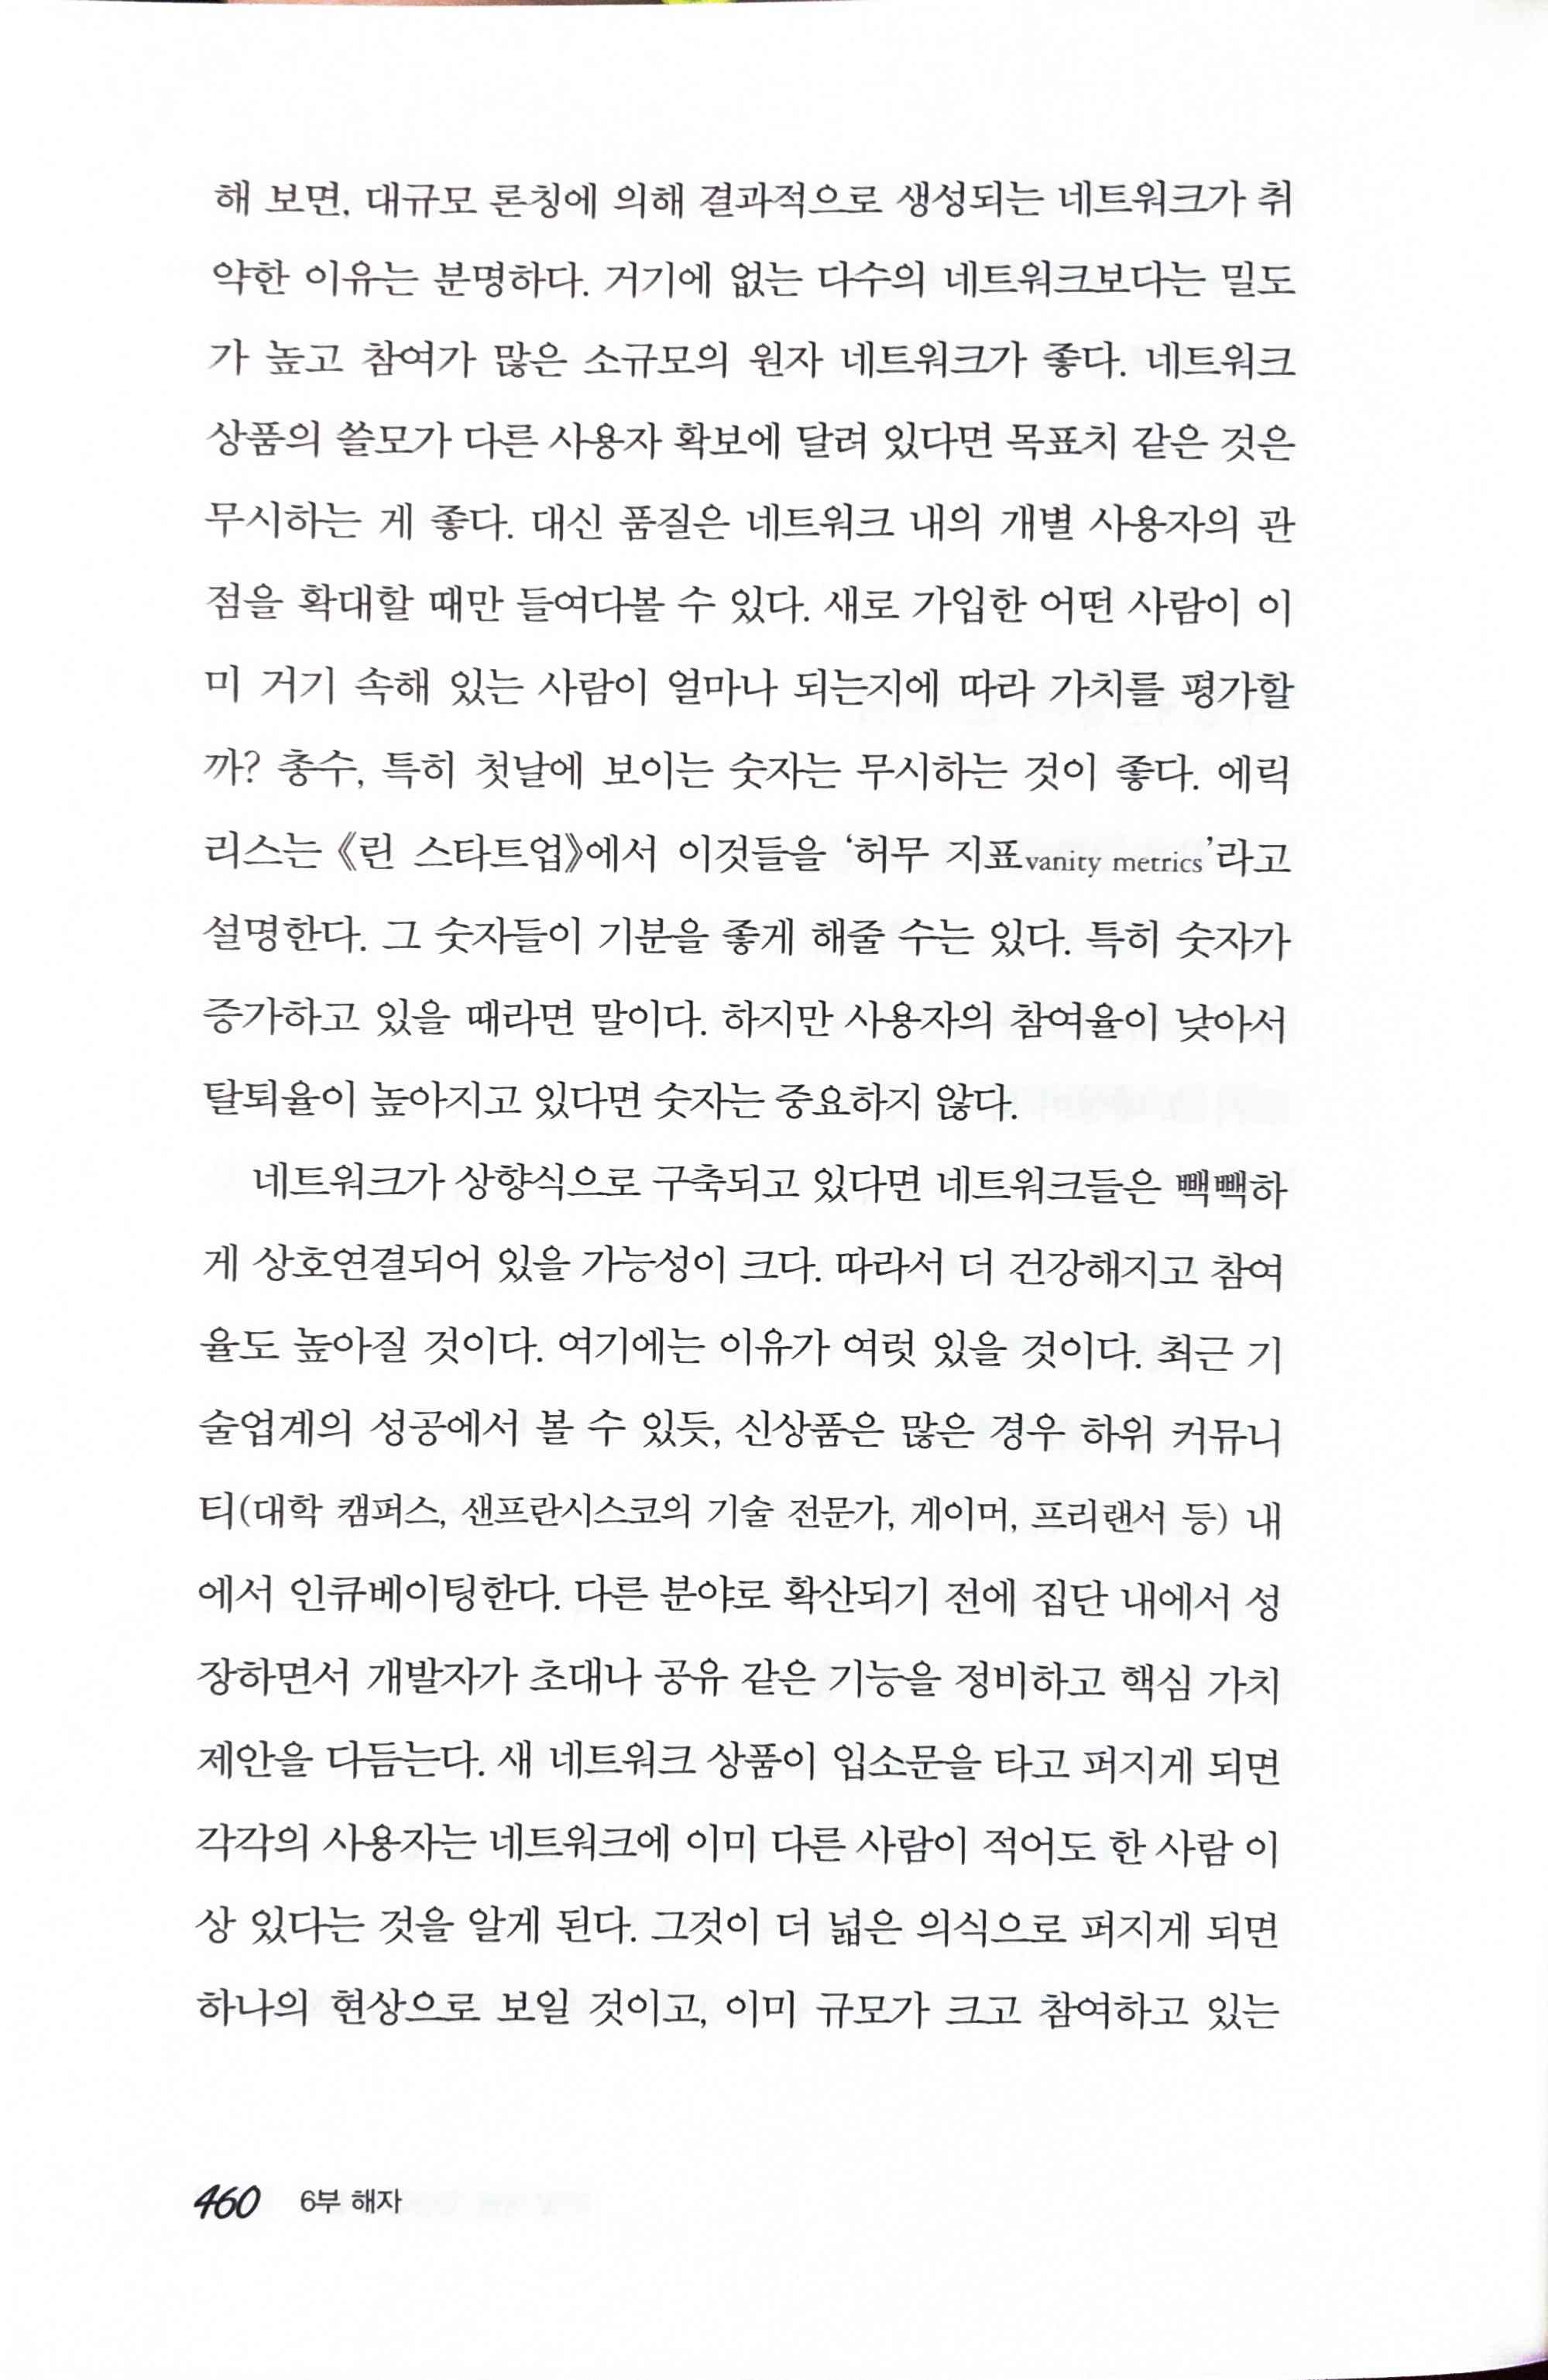 해 보면, 대규모 론칭에 의해 결과적으로 생성되는 네트워크가 취
약한 이유는 분명하다. 거기에 없는 다수의 네트워크보다는 밀도
가 높고 참여가 많은 소규모의 원자 네트워크가 좋다. 네트워크
상품의 쓸모가 다른 사용자 확보에 달려 있다면 목표치 같은 것은
무시하는 게 좋다. 대신 품질은 네트워크 내의 개별 사용자의 관
점을 확대할 때만 들여다볼 수 있다. 새로 가입한 어떤 사람이 이
미 거기 속해 있는 사람이 얼마나 되는지에 따라 가치를 평가할
까? 총수, 특히 첫날에 보이는 숫자는 무시하는 것이 좋다. 에릭
리스는 《린 스타트업》에서 이것들을 ‘허무 지표vanity metrics’라고
설명한다. 그 숫자들이 기분을 좋게 해줄 수는 있다. 특히 숫자가
증가하고 있을 때라면 말이다. 하지만 사용자의 참여율이 낮아서
탈퇴율이 높아지고 있다면 숫자는 중요하지 않다.
네트워크가 상향식으로 구축되고 있다면 네트워크들은 빽빽하
게 상호연결되어 있을 가능성이 크다. 따라서 더 건강해지고 참여
율도 높아질 것이다. 여기에는 이유가 여럿 있을 것이다. 최근 기
술업계의 성공에서 볼 수 있듯, 신상품은 많은 경우 하위 커뮤니
티(대학 캠퍼스, 샌프란시스코의 기술 전문가, 게이머, 프리랜서 등) 내
에서 인큐베이팅한다. 다른 분야로 확산되기 전에 집단 내에서 성
장하면서 개발자가 초대나 공유 같은 기능을 정비하고 핵심 가치
제안을 다듬는다. 새 네트워크 상품이 입소문을 타고 퍼지게 되면
각각의 사용자는 네트워크에 이미 다른 사람이 적어도 한 사람 이
상 있다는 것을 알게 된다. 그것이 더 넓은 의식으로 퍼지게 되면
하나의 현상으로 보일 것이고, 이미 규모가 크고 참여하고 있는
460 6부 해자